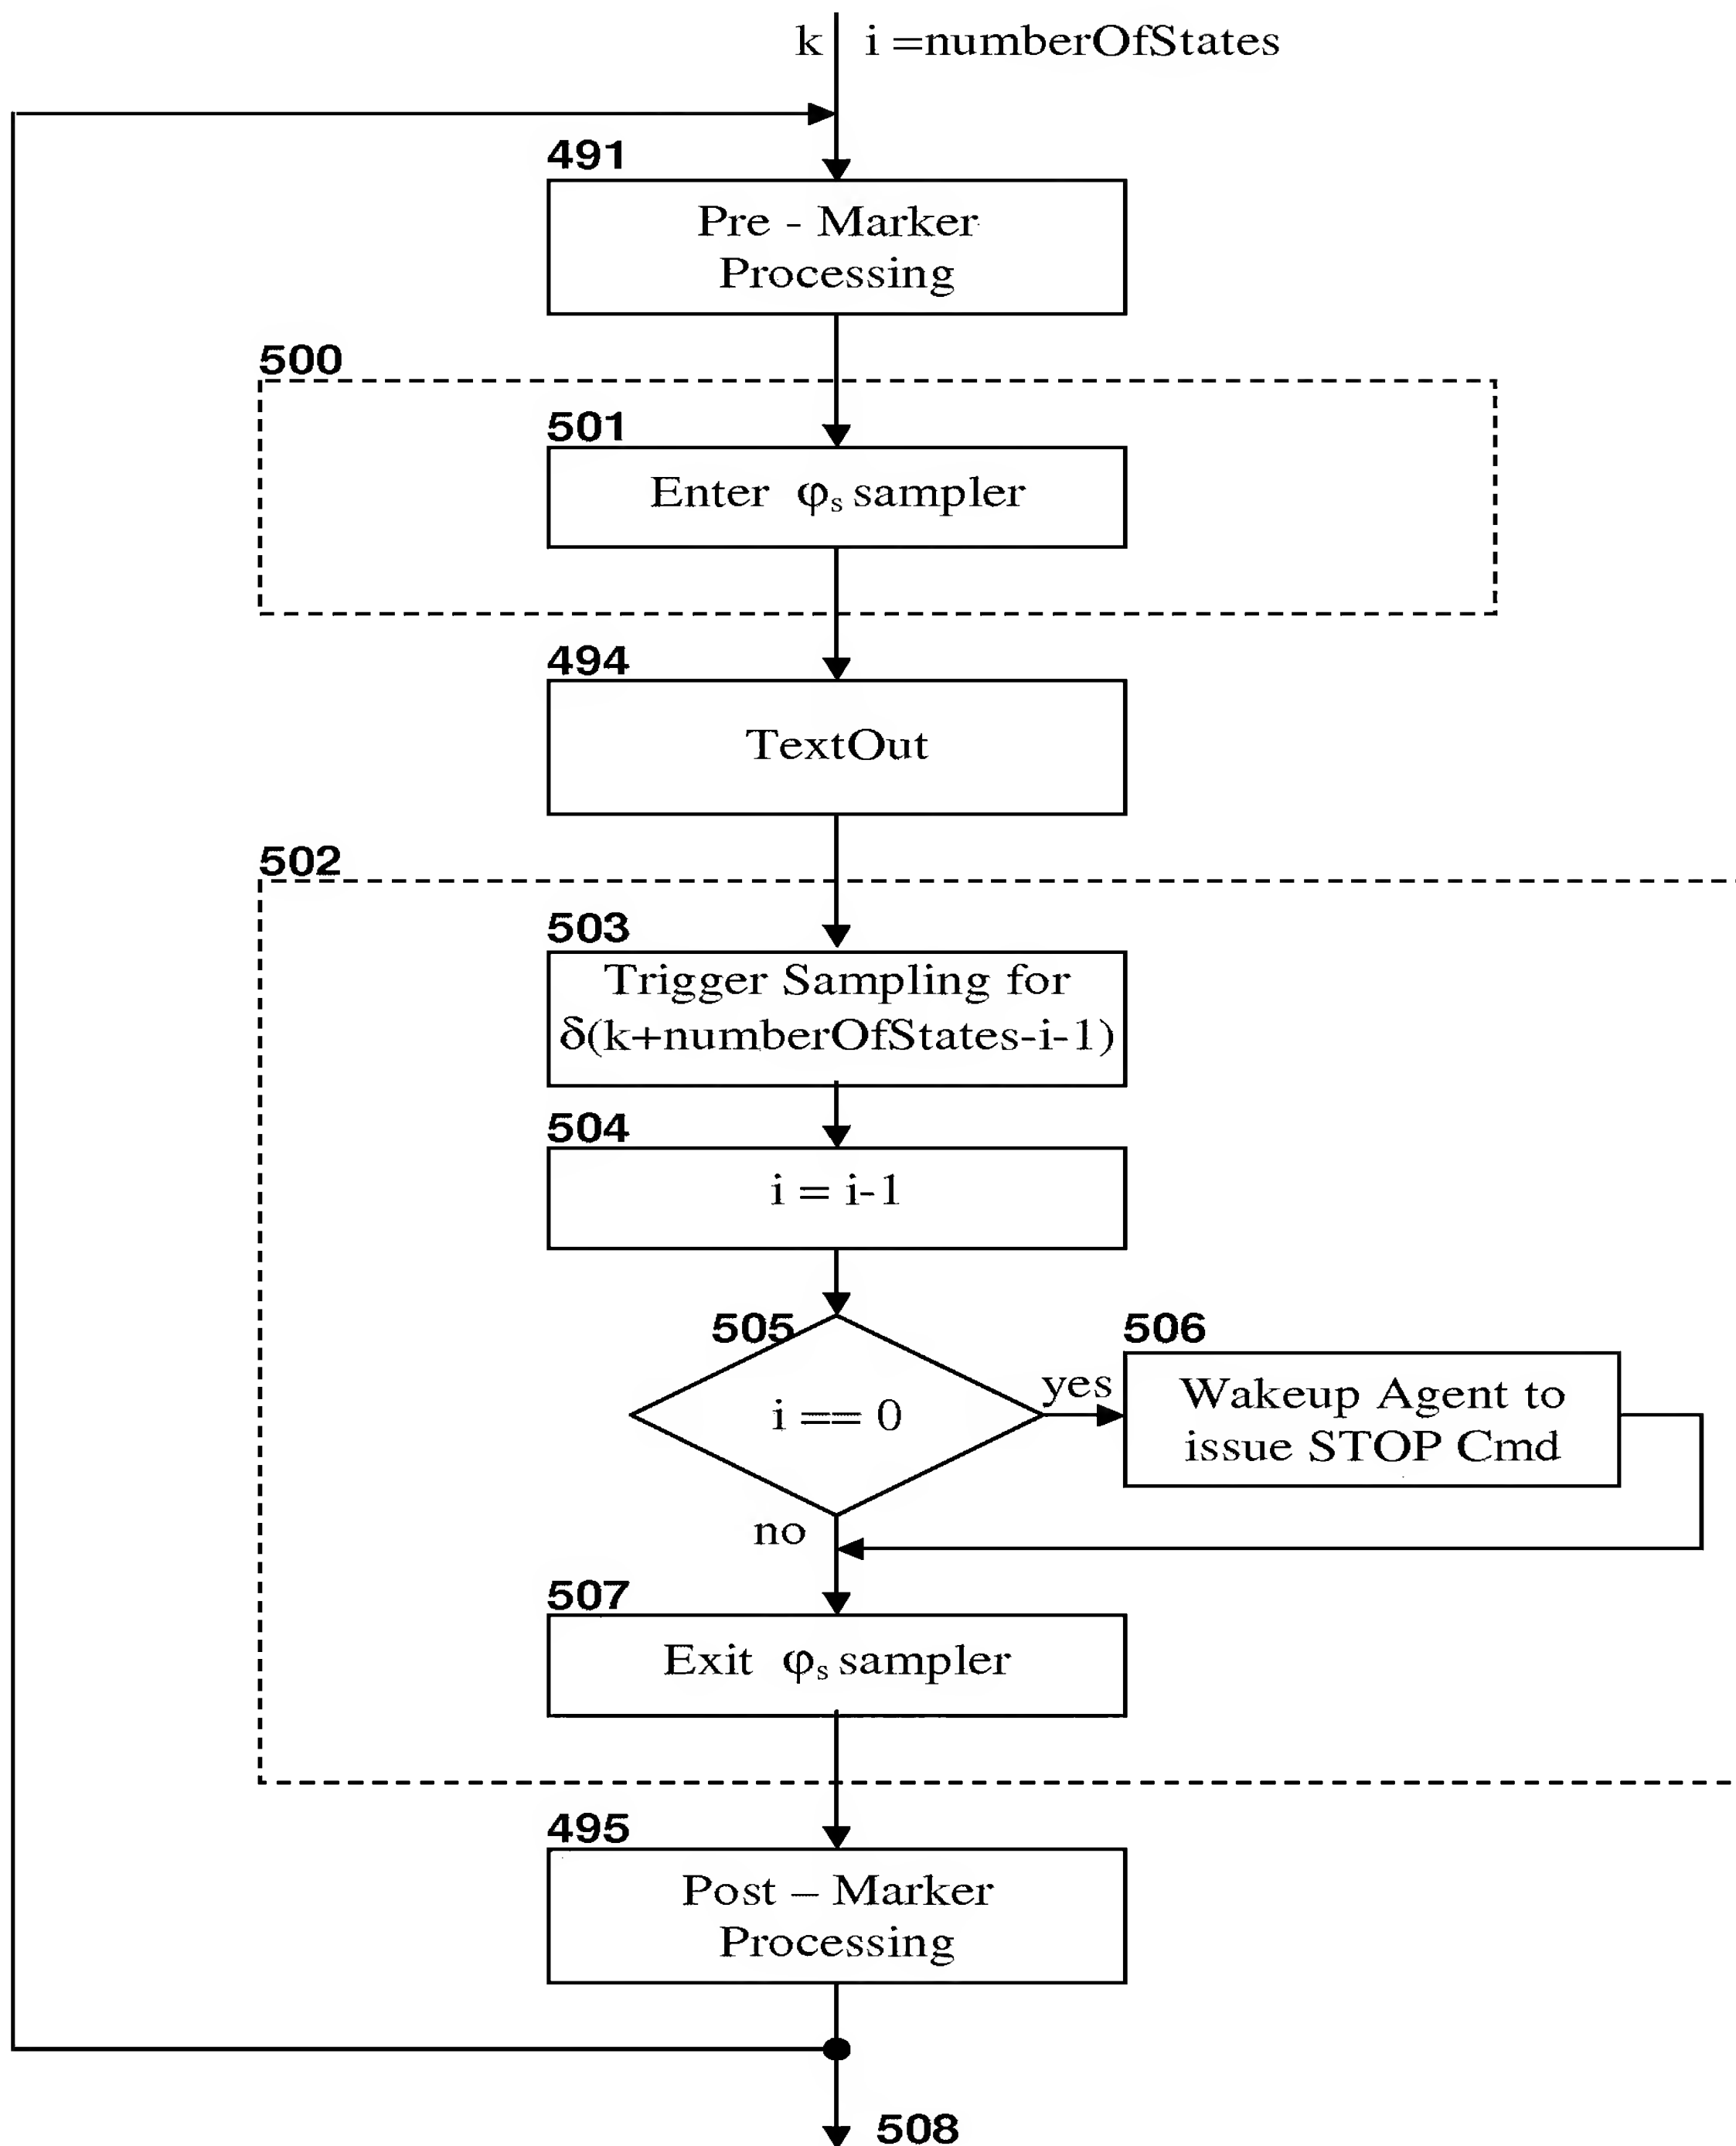 k i =numberOfStates
491
Pre - Marker
Processing
500
501
Enter φs sampler
494
TextOut
502
503
Trigger Sampling for
δ(k+numberOfStates-i-1)
504
i = i-1
505
506
i == 0
yes
Wakeup Agent to
issue STOP Cmd
no
507
Exit φs sampler
495
Post – Marker
Processing
508